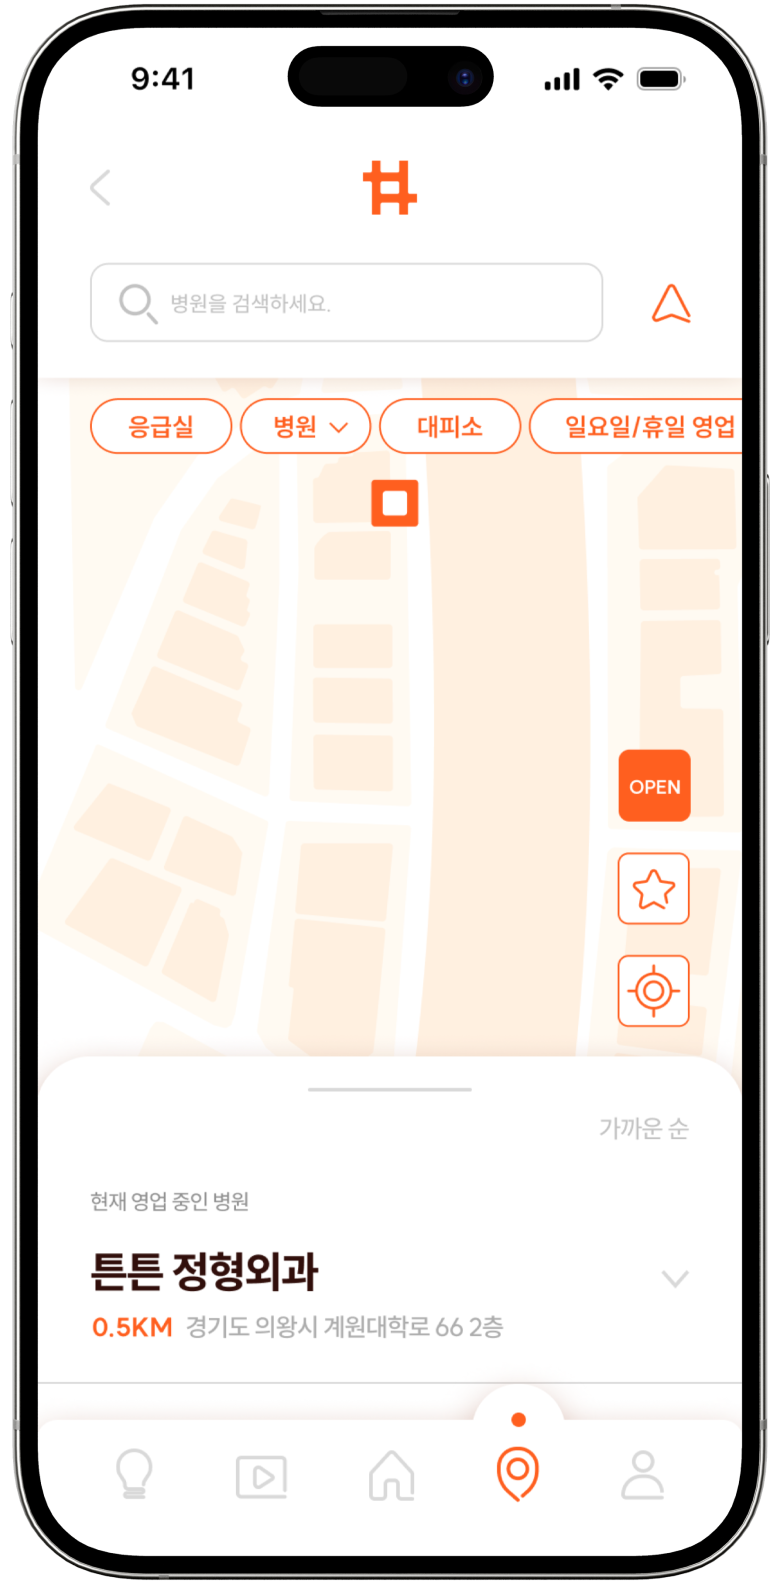 9:41
병원을 검색하세요.
응급실 병원 대피소 일요일/휴일 영업
OPEN
가까운 순
현재 영업 중인 병원
튼튼 정형외과
0.5KM 경기도 의왕시 계원대학로 66 2층